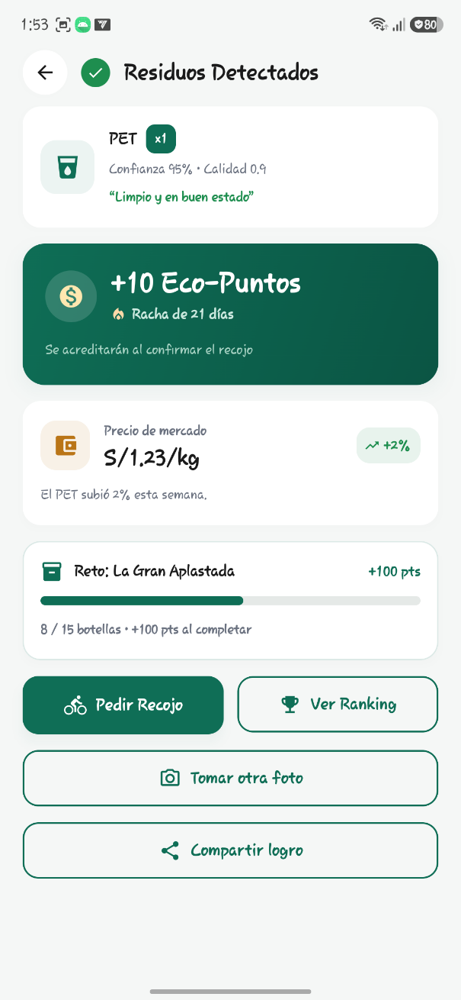 1:53
80
Residuos Detectados
PET x1
Confianza 95% • Calidad 0.9
“Limpio y en buen estado”
+10 Eco-Puntos
Racha de 21 días
Se acreditarán al confirmar el recojo
Precio de mercado
S/1.23/kg
+2%
El PET subió 2% esta semana.
Reto: La Gran Aplastada +100 pts
8 / 15 botellas • +100 pts al completar
Pedir Recojo
Ver Ranking
Tomar otra foto
Compartir logro